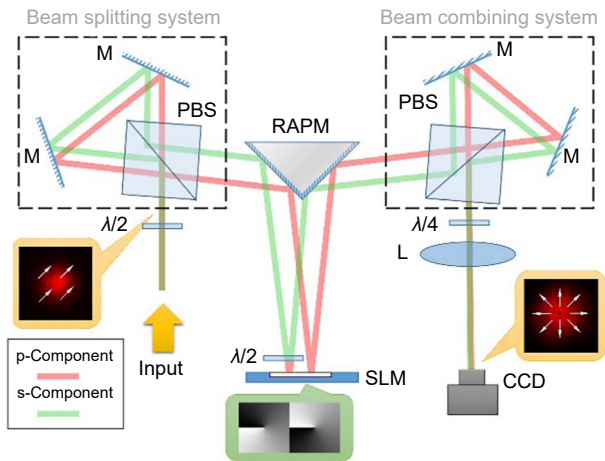 Beam splitting system
Beam combining system
M
M
PBS
RAPM
PBS
M
M
M
λ/2
λ/4
L
Input
λ/2
SLM
CCD
p-Component
s-Component